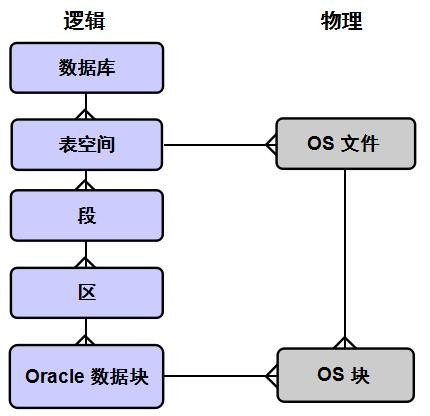 逻辑 物理
数据库
表空间 OS 文件
段
区
Oracle 数据块 OS 块